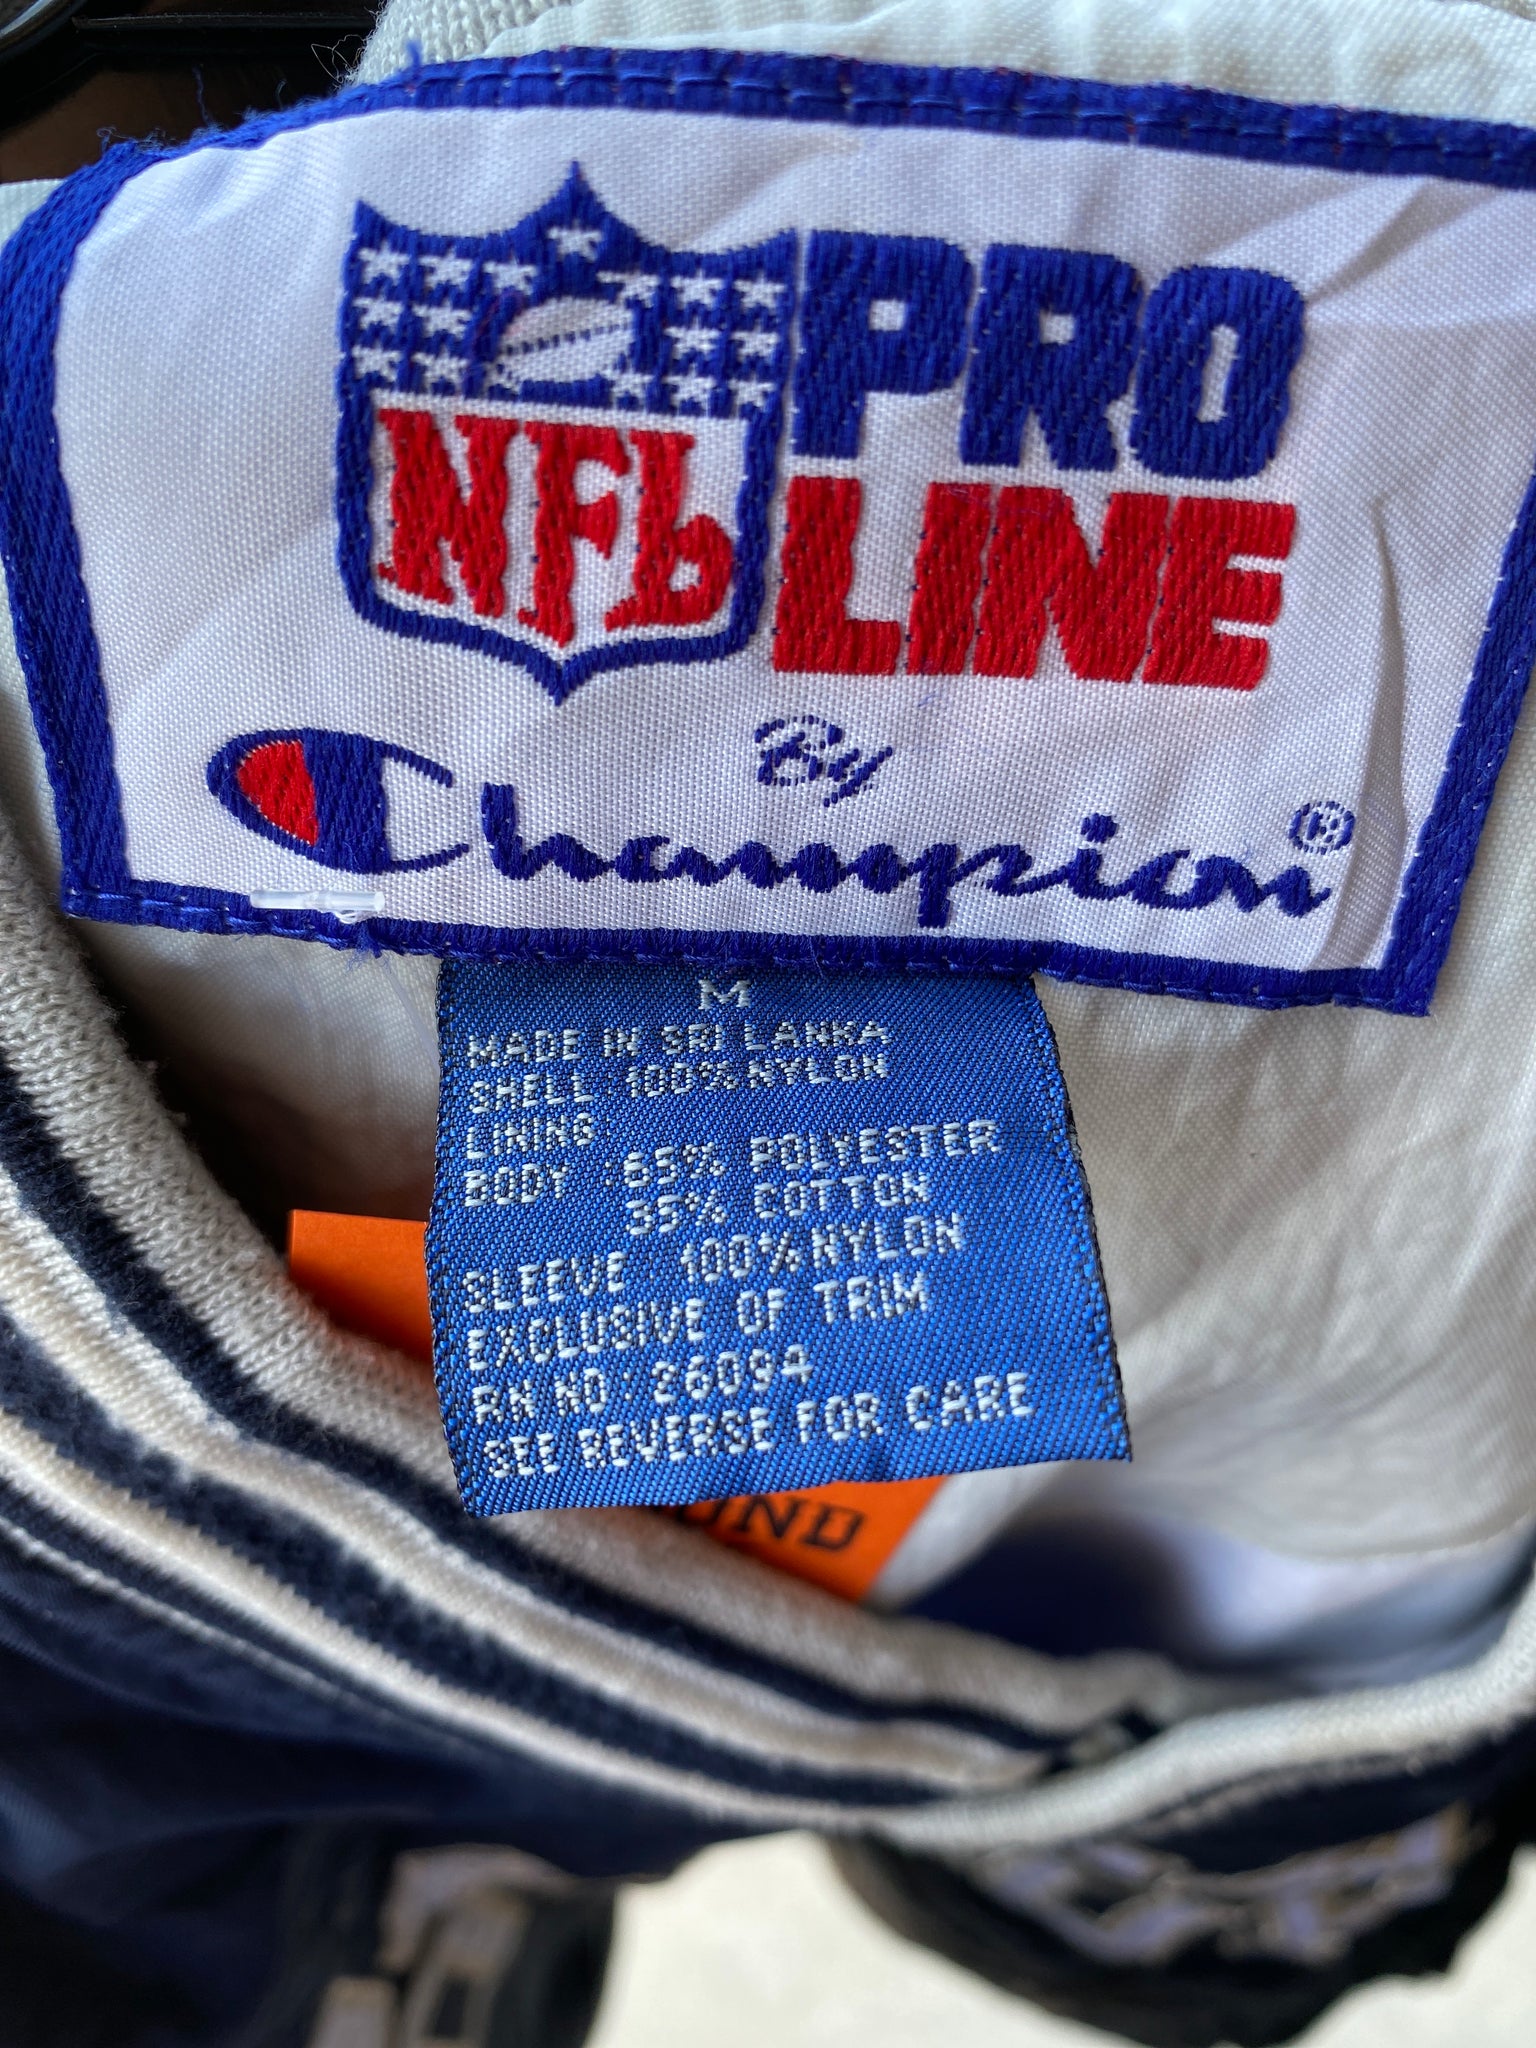 NFL
PRO
LINE
By
Champion®
M
MADE IN SRI LANKA
SHELL :100% NYLON
LINING
BODY :65% POLYESTER
35% COTTON
SLEEVE : 100% NYLON
EXCLUSIVE OF TRIM
RN NO : 26094
SEE REVERSE FOR CARE